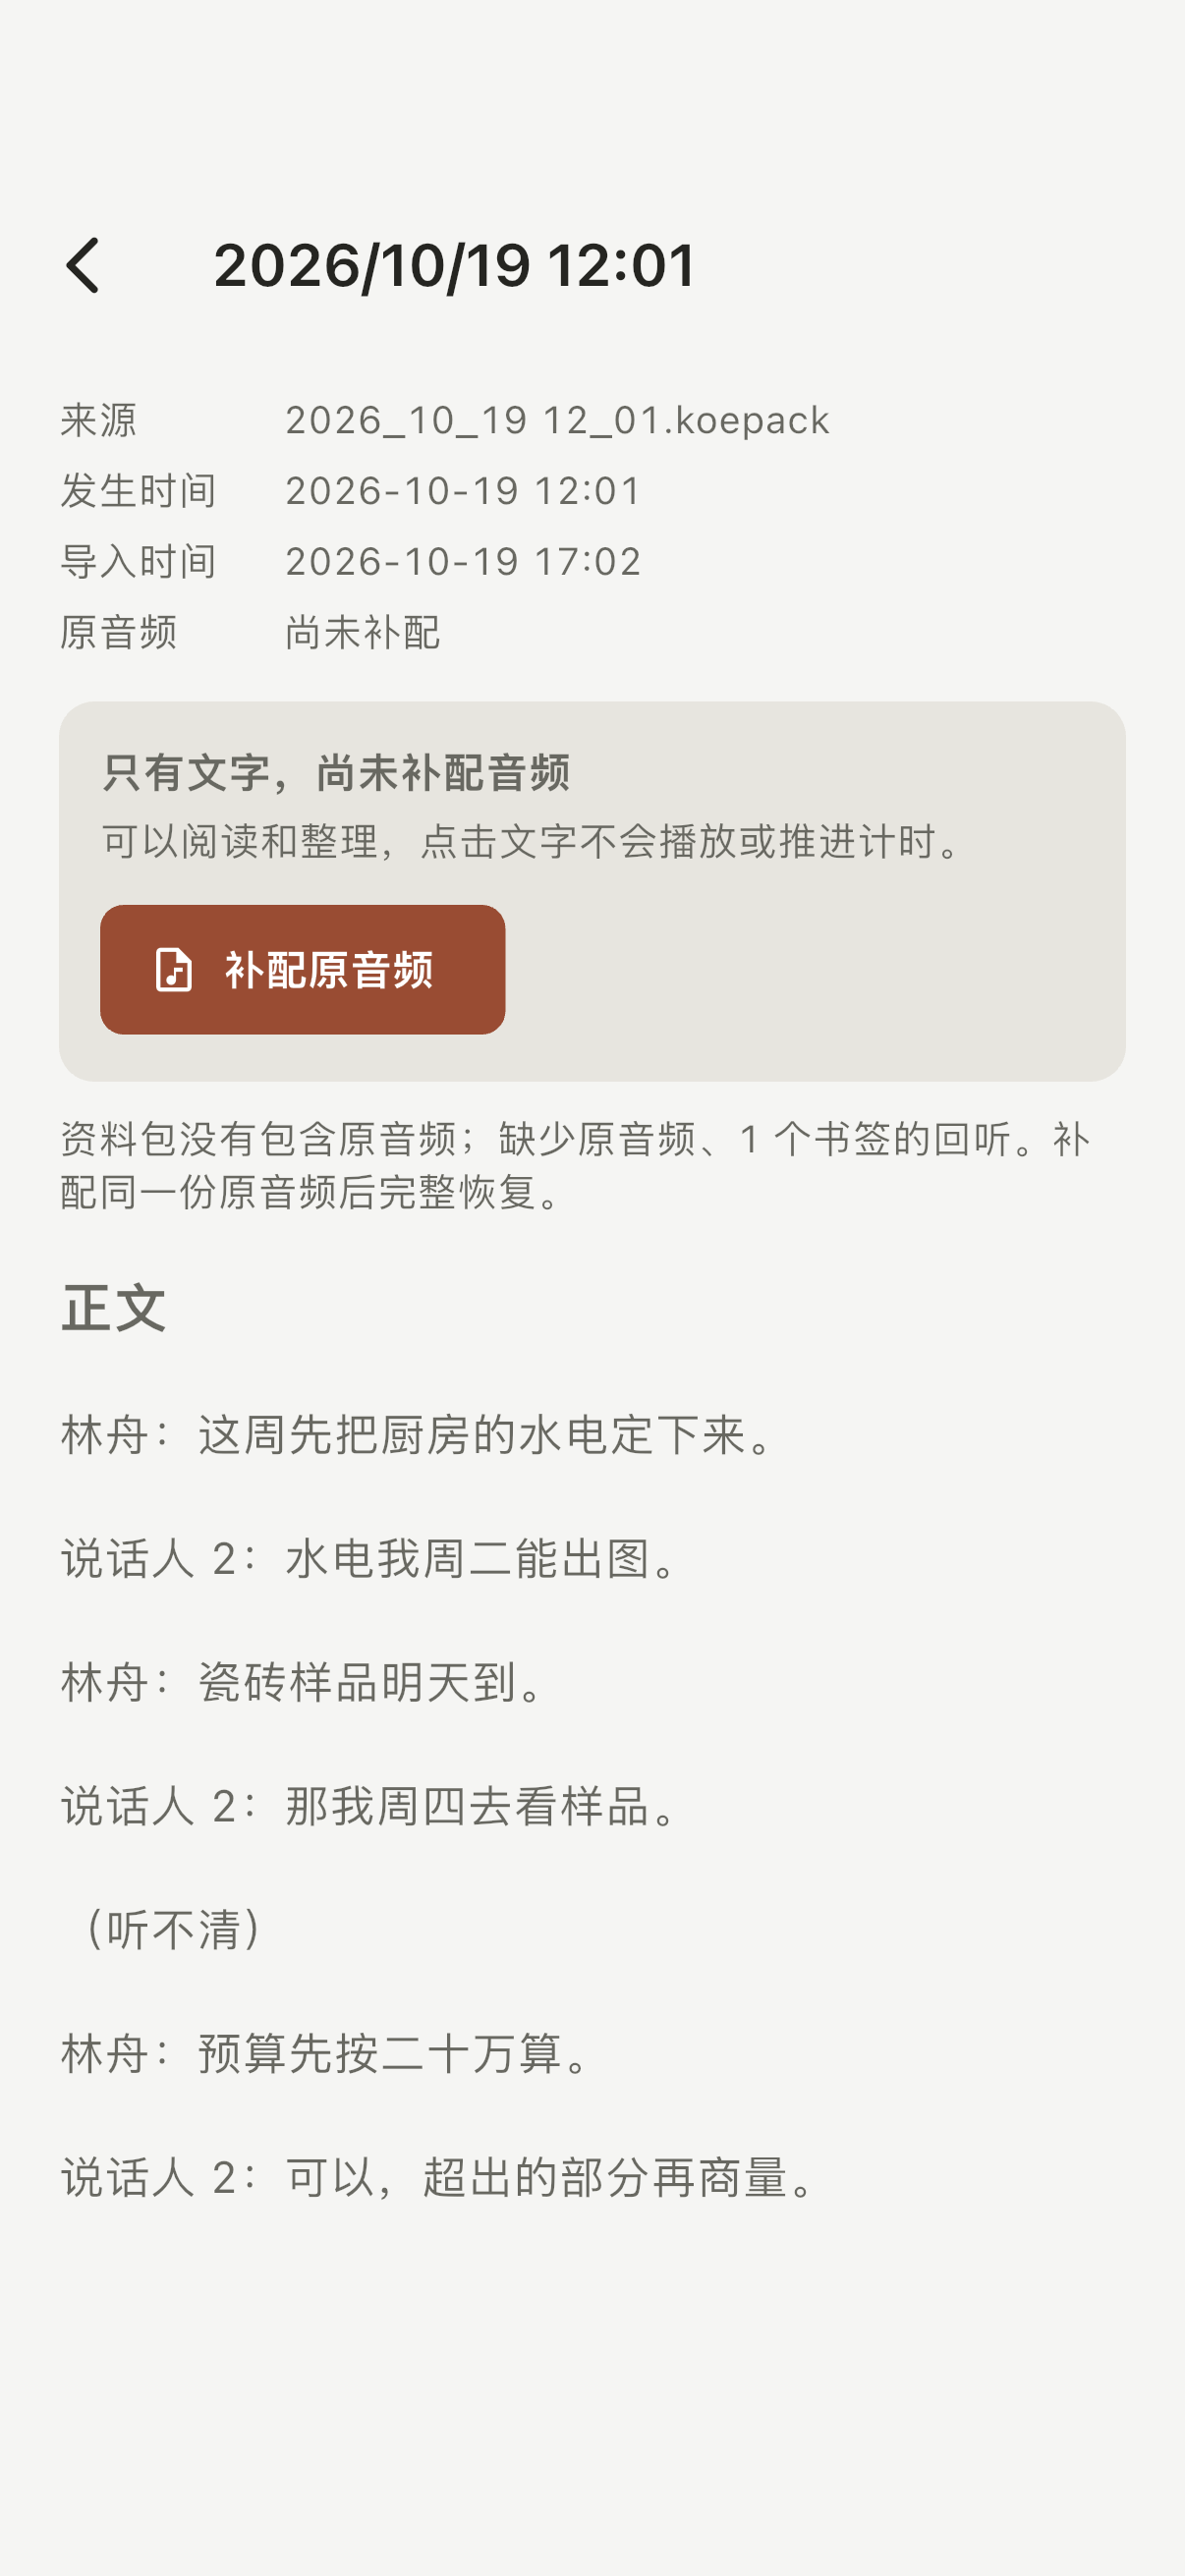 2026/10/19 12:01
来源 2026_10_19 12_01.koepack
发生时间 2026-10-19 12:01
导入时间 2026-10-19 17:02
原音频 尚未补配
只有文字，尚未补配音频
可以阅读和整理，点击文字不会播放或推进计时。
补配原音频
资料包没有包含原音频；缺少原音频、1 个书签的回听。补
配同一份原音频后完整恢复。
正文
林舟：这周先把厨房的水电定下来。
说话人 2：水电我周二能出图。
林舟：瓷砖样品明天到。
说话人 2：那我周四去看样品。
（听不清）
林舟：预算先按二十万算。
说话人 2：可以，超出的部分再商量。